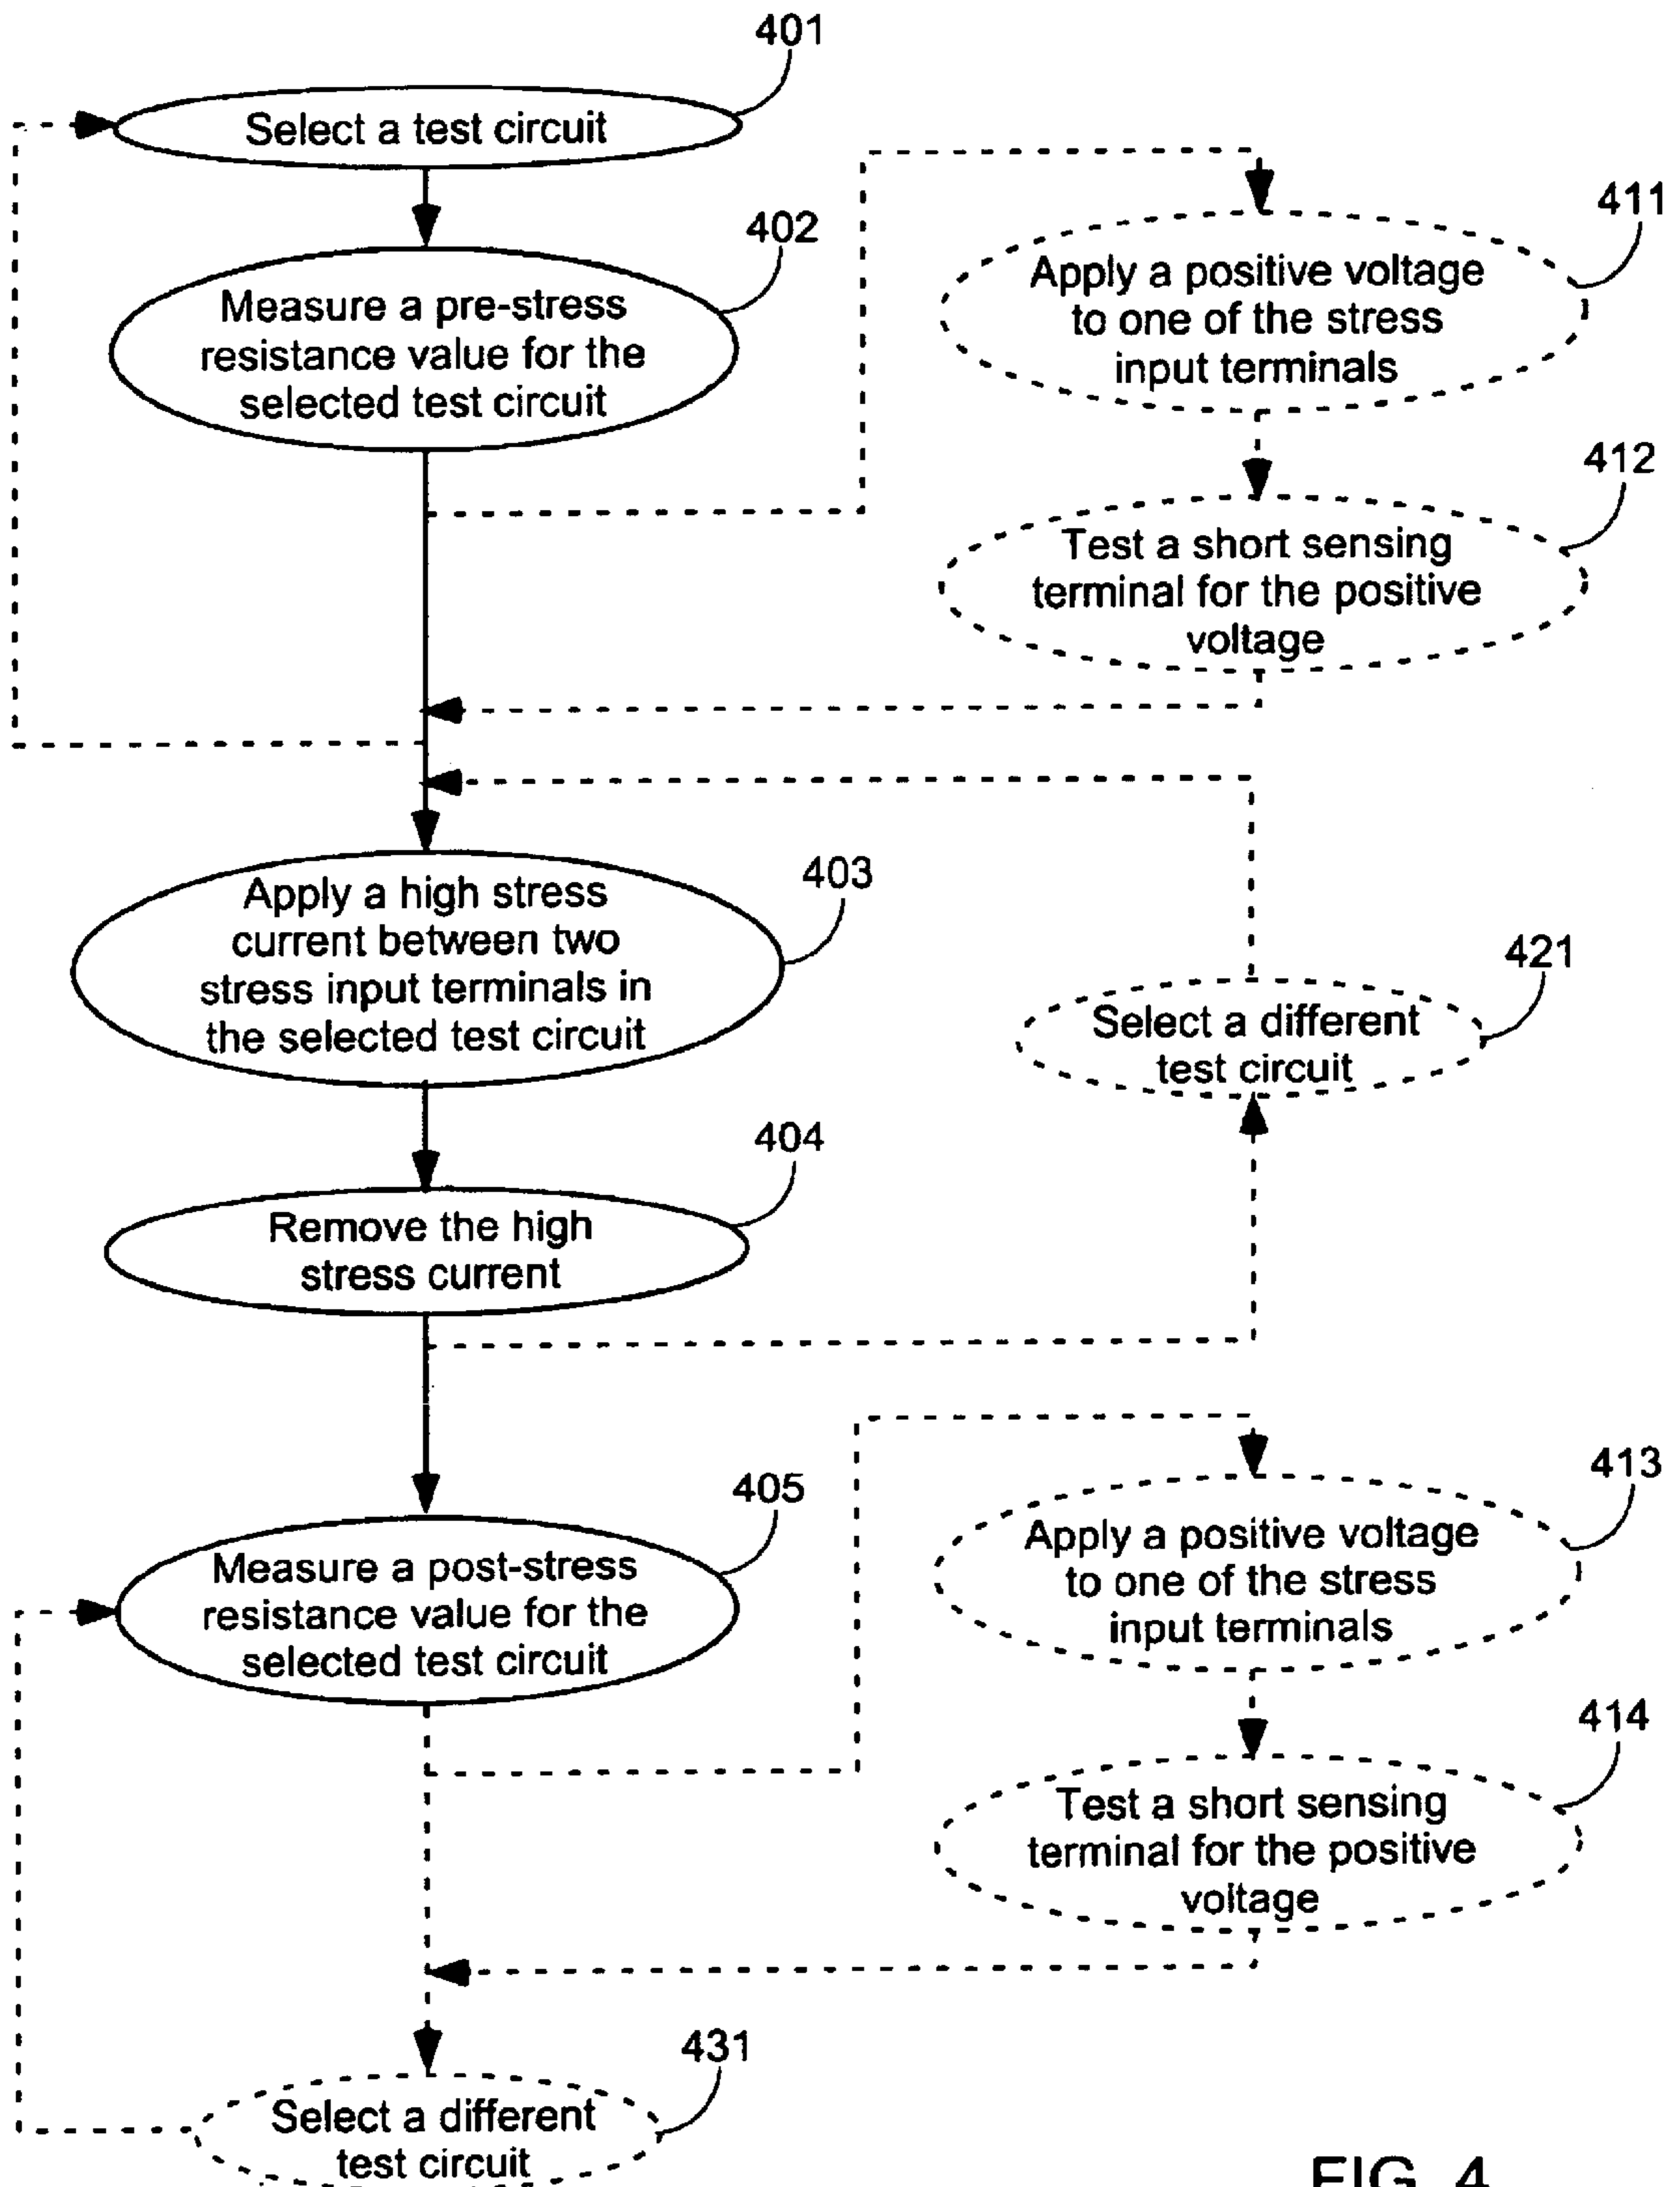 401
Select a test circuit
402
Measure a pre-stress
resistance value for the
selected test circuit
411
Apply a positive voltage
to one of the stress
input terminals
412
Test a short sensing
terminal for the positive
voltage
403
Apply a high stress
current between two
stress input terminals in
the selected test circuit
421
Select a different
test circuit
404
Remove the high
stress current
405
Measure a post-stress
resistance value for the
selected test circuit
413
Apply a positive voltage
to one of the stress
input terminals
414
Test a short sensing
terminal for the positive
voltage
431
Select a different
test circuit
FIG. 4